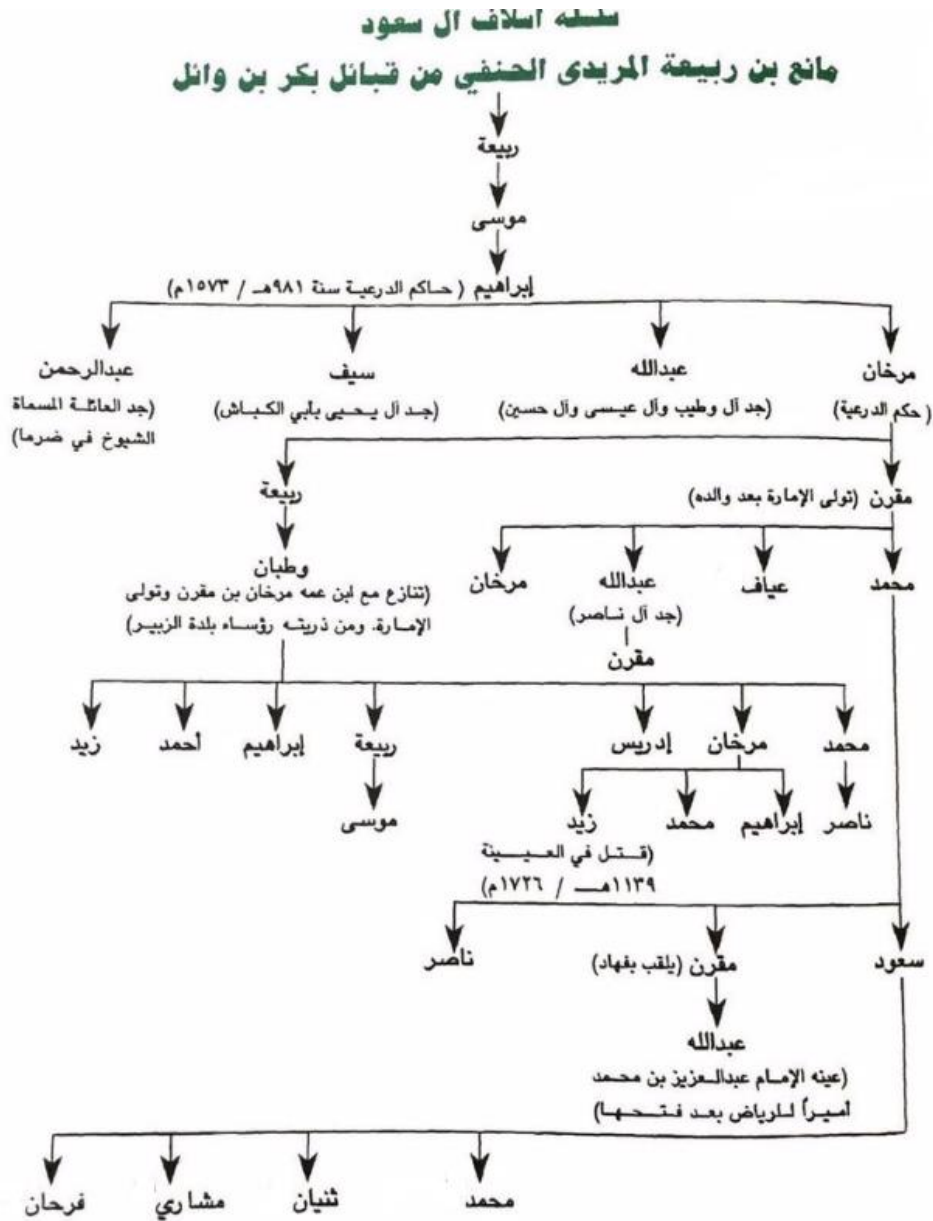 سلسلة أسلاف آل سعود
مانع بن ربيعة المريدى الحنفي من قبائل بكر بن وائل
ربيعة
موسى
إبراهيم (حاكم الدرعية سنة ٩٨١هـ / ١٥٧٣م)
مرخان
(حكم الدرعية)
عبدالله
(جد آل وطيب وآل عيسى وآل حسين)
سيف
(جد آل يحيى بأبي الكباش)
عبدالرحمن
(جد العائلة المسماة
الشيوخ في ضرما)
مقرن (تولى الإمارة بعد والده)
ربيعة
محمد
عياف
عبدالله
(جد آل ناصر)
مرخان
مقرن
وطبان
(تنازع مع ابن عمه مرخان بن مقرن وتولى
الإمارة. ومن ذريته رؤساء بلدة الزبير)
محمد
مرخان
إدريس
ربيعة
إبراهيم
أحمد
زيد
ناصر
إبراهيم
محمد
زيد
موسى
(قتل في العيينة
١١٣٩هـ / ١٧٢٦م)
سعود
مقرن (يلقب بفهاد)
ناصر
عبدالله
(عينه الإمام عبدالعزيز بن محمد
أميراً للرياض بعد فتحها)
محمد
ثنيان
مشاري
فرحان